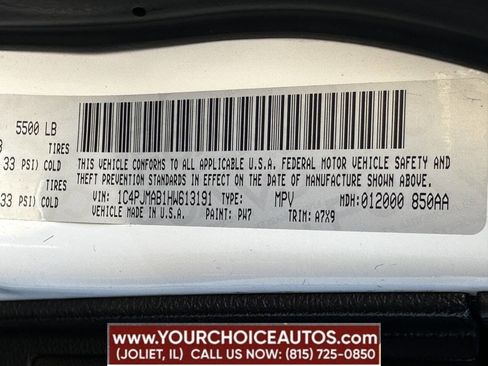 5500 LB
TIRES
33 PSI) COLD
TIRES
33 PSI) COLD
THIS VEHICLE CONFORMS TO ALL APPLICABLE U.S.A. FEDERAL MOTOR VEHICLE SAFETY AND
THEFT PREVENTION STANDARDS IN EFFECT ON THE DATE OF MANUFACTURE SHOWN ABOVE.
VIN: 1C4PJMAB1HW613191 TYPE: MPV MDH:012000 850AA
VEHICLE MADE IN U.S.A. PAINT: PW7 TRIM: A7X9
WWW.YOURCHOICEAUTOS.COM
(JOLIET, IL) CALL US NOW! (815) 725-0850